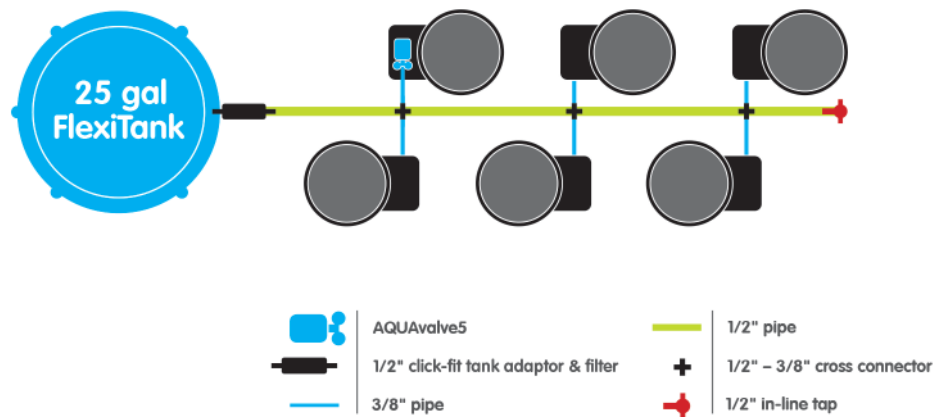 25 gal
FlexiTank
AQUAvalve5
1/2" click-fit tank adaptor & filter
3/8" pipe
1/2" pipe
1/2" – 3/8" cross connector
1/2" in-line tap